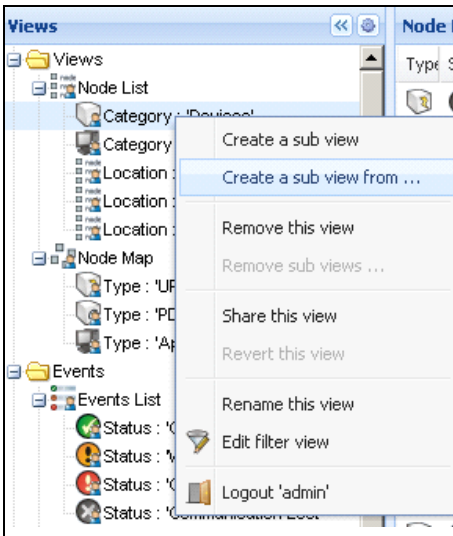 Views
Node
Type S
Views
Node List
Category : 'Devices'
Category
Location :
Location :
Location :
Node Map
Type : 'UP
Type : 'PD
Type : 'Ap
Events
Events List
Status : 'C
Status : 'W
Status : 'C
Status : 'Communication Lost'
Create a sub view
Create a sub view from ...
Remove this view
Remove sub views ...
Share this view
Revert this view
Rename this view
Edit filter view
Logout 'admin'